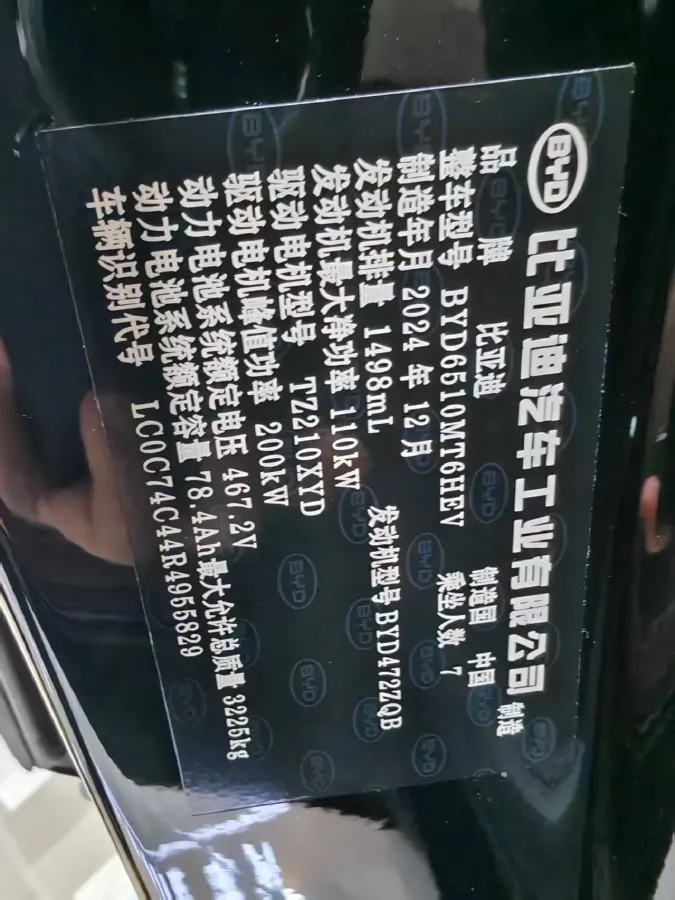 BYD 比亚迪汽车工业有限公司 制造
品牌 比亚迪 制造国 中国
整车型号 BYD6510MT6HEV 乘坐人数 7
制造年月 2024 年 12 月
发动机排量 1498mL 发动机型号 BYD472ZQB
发动机最大净功率 110kW
驱动电机型号 TZ210XYD
驱动电机峰值功率 200kW
动力电池系统额定电压 467.2V
动力电池系统额定容量 78.4Ah 最大允许总质量 3225kg
车辆识别代号 LC0C74C44R4955829